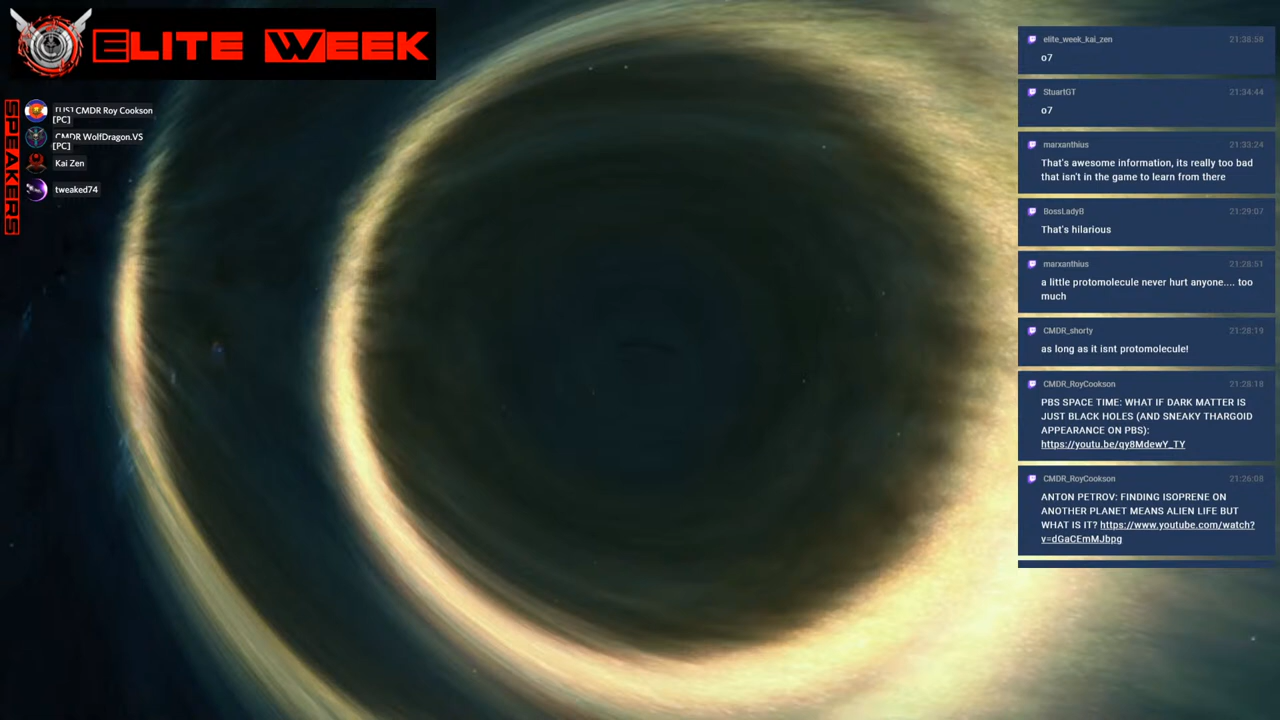 ELITE WEEK
SPEAKERS
[US] CMDR Roy Cookson
[PC]
CMDR WolfDragon.VS
[PC]
Kai Zen
tweaked74
elite_week_kai_zen 21:38:58
o7
StuartGT 21:34:44
o7
marxanthius 21:33:24
That's awesome information, its really too bad
that isn't in the game to learn from there
BossLadyB 21:29:07
That's hilarious
marxanthius 21:28:51
a little protomolecule never hurt anyone.... too
much
CMDR_shorty 21:28:19
as long as it isnt protomolecule!
CMDR_RoyCookson 21:28:18
PBS SPACE TIME: WHAT IF DARK MATTER IS
JUST BLACK HOLES (AND SNEAKY THARGOID
APPEARANCE ON PBS):
https://youtu.be/qy8MdewY_TY
CMDR_RoyCookson 21:26:08
ANTON PETROV: FINDING ISOPRENE ON
ANOTHER PLANET MEANS ALIEN LIFE BUT
WHAT IS IT? https://www.youtube.com/watch?
v=dGaCEmMJbpg